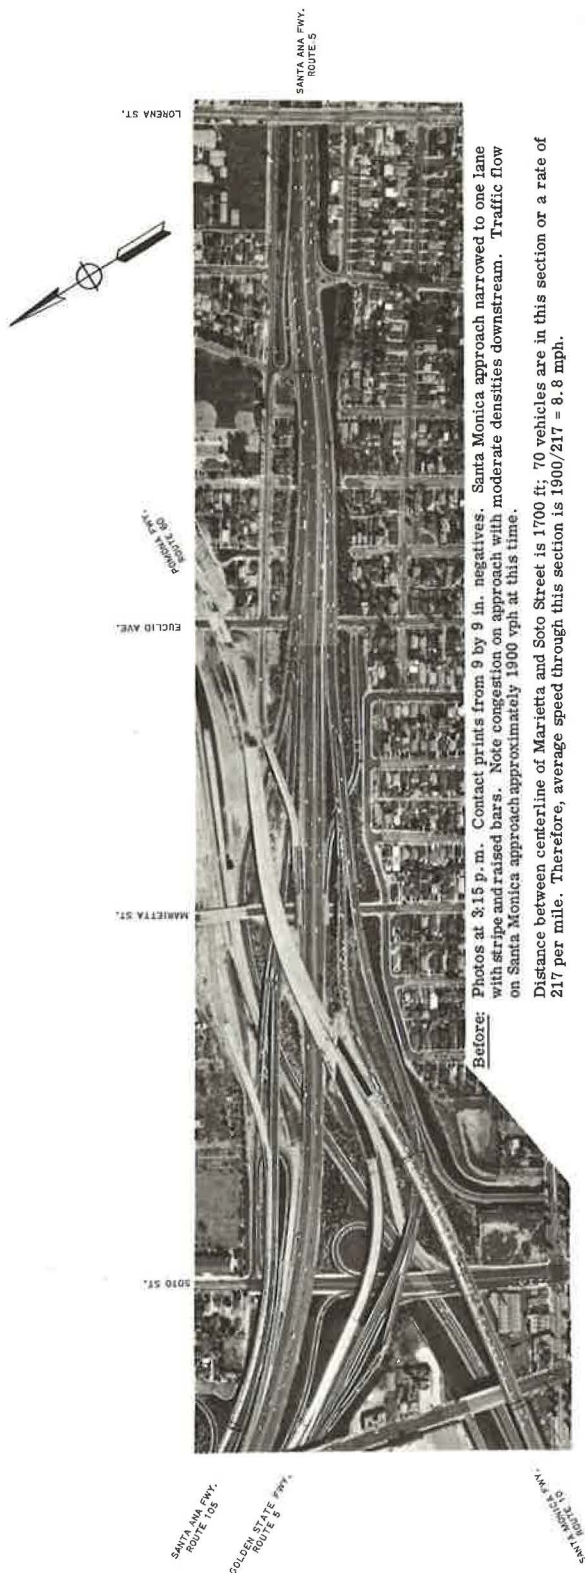 SANTA ANA FWY.
ROUTE 5
LORENA ST.
POMONA FWY.
ROUTE 60
EUCLID AVE.
MARIETTA ST.
SOTO ST.
SANTA ANA FWY.
ROUTE 105
GOLDEN STATE FWY.
ROUTE 5
SANTA MONICA FWY.
ROUTE 10
Before: Photos at 3:15 p.m. Contact prints from 9 by 9 in. negatives. Santa Monica approach narrowed to one lane
with stripe and raised bars. Note congestion on approach with moderate densities downstream. Traffic flow
on Santa Monica approach approximately 1900 vph at this time.
Distance between centerline of Marietta and Soto Street is 1700 ft; 70 vehicles are in this section or a rate of
217 per mile. Therefore, average speed through this section is 1900/217 = 8.8 mph.